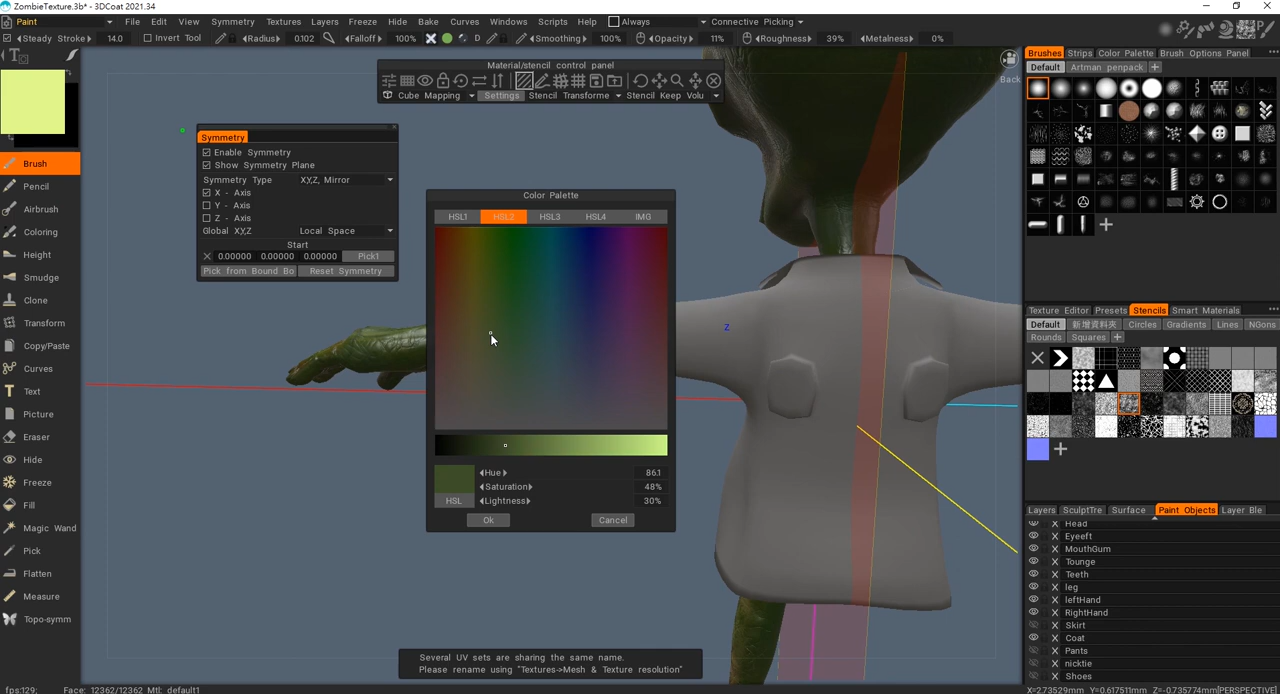 ZombieTexture.3b* - 3DCoat 2021.34
Paint File Edit View Symmetry Textures Layers Freeze Hide Bake Curves Windows Scripts Help Always Connective Picking
Steady Stroke 14.0 Invert Tool Radius 0.102 Falloff 100% D Smoothing 100% Opacity 11% Roughness 39% Metalness 0%
Material/stencil control panel
Cube Mapping Settings Stencil Transforme Stencil Keep Volu
Back
Brushes Strips Color Palette Brush Options Panel
Default Artman penpack
Symmetry
Enable Symmetry
Show Symmetry Plane
Symmetry Type X,Y,Z, Mirror
X - Axis
Y - Axis
Z - Axis
Global X,Y,Z Local Space
Start
0.00000 0.00000 0.00000 Pick1
Pick from Bound Bo Reset Symmetry
Color Palette
HSL1 HSL2 HSL3 HSL4 IMG
Hue 86.1
HSL Saturation 48%
Lightness 30%
Ok Cancel
Z
Brush
Pencil
Airbrush
Coloring
Height
Smudge
Clone
Transform
Copy/Paste
Curves
Text
Picture
Eraser
Hide
Freeze
Fill
Magic Wand
Pick
Flatten
Measure
Topo-symm
Texture Editor Presets Stencils Smart Materials
Default 新增資料夾 Circles Gradients Lines NGons
Rounds Squares
Layers SculptTre Surface Paint Objects Layer Ble
Head
Eyeeft
MouthGum
Tounge
Teeth
leg
leftHand
RightHand
Skirt
Coat
Pants
nicktie
Shoes
Several UV sets are sharing the same name.
Please rename using "Textures->Mesh & Texture resolution"
fps:129; Face: 12362/12362 Mtl: default1
X=2.73529mm Y=0.617511mm Z=-0.735774mm[PERSPECTIVE]